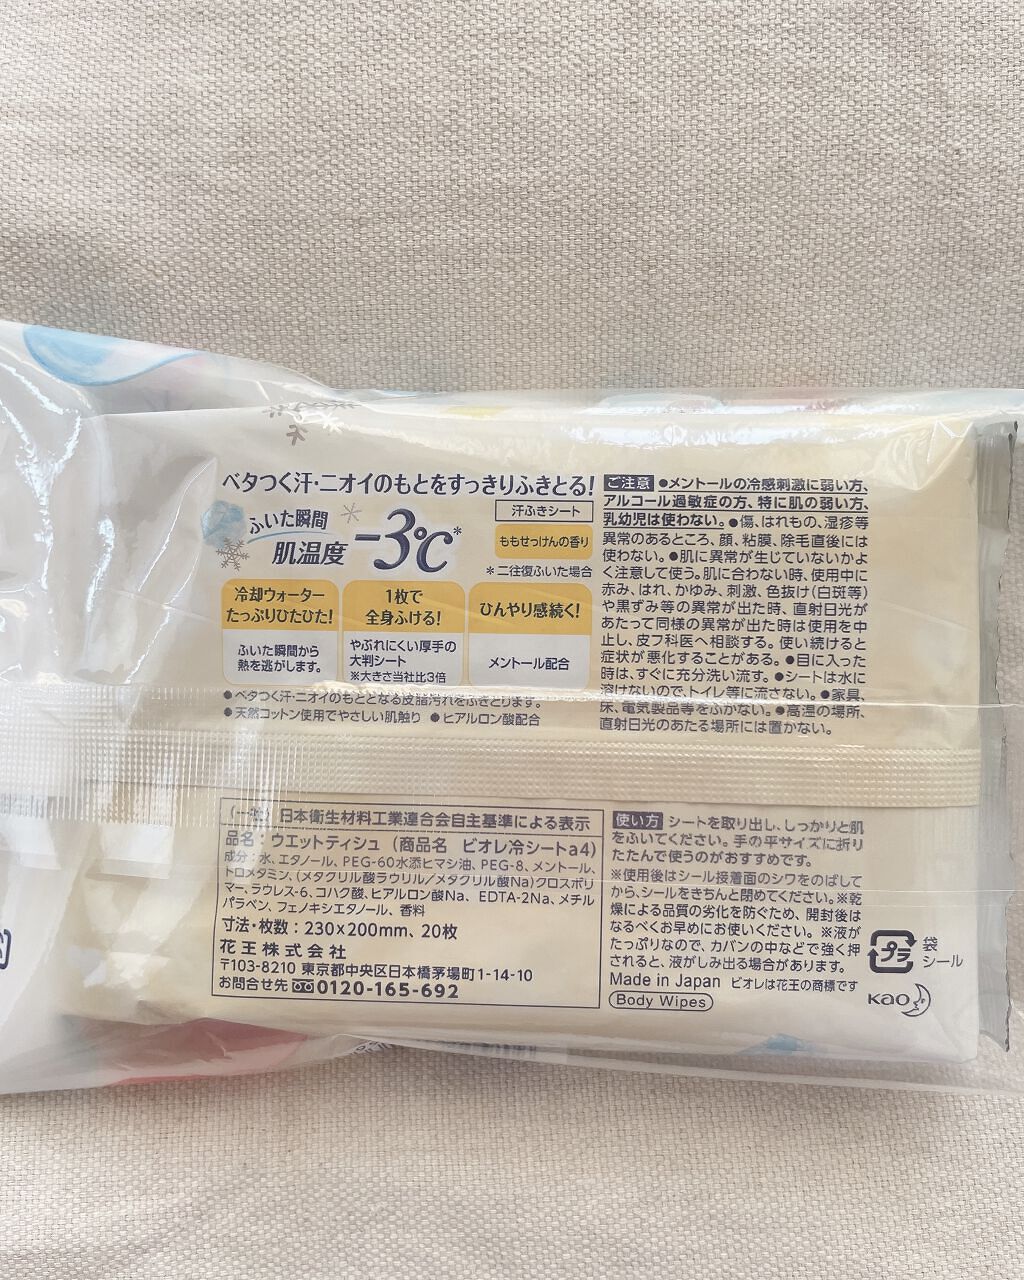 ベタつく汗・ニオイのもとをすっきりふきとる!
ふいた瞬間
肌温度 -3℃*
汗ふきシート
ももせっけんの香り
*二往復ふいた場合
冷却ウォーター
たっぷりひたひた!
ふいた瞬間から
熱を逃がします。
1枚で
全身ふける!
やぶれにくい厚手の
大判シート
※大きさ当社比3倍
ひんやり感続く!
メントール配合
●ベタつく汗・ニオイのもととなる皮脂汚れをふきとります。
●天然コットン使用でやさしい肌触り ●ヒアルロン酸配合
ご注意 ●メントールの冷感刺激に弱い方、
アルコール過敏症の方、特に肌の弱い方、
乳幼児は使わない。●傷、はれもの、湿疹等
異常のあるところ、顔、粘膜、除毛直後には
使わない。●肌に異常が生じていないかよ
く注意して使う。肌に合わない時、使用中に
赤み、はれ、かゆみ、刺激、色抜け(白斑等)
や黒ずみ等の異常が出た時、直射日光が
あたって同様の異常が出た時は使用を中
止し、皮フ科医へ相談する。使い続けると
症状が悪化することがある。●目に入った
時は、すぐに充分洗い流す。●シートは水に
溶けないので、トイレ等に流さない。●家具、
床、電気製品等をふかない。●高温の場所、
直射日光のあたる場所には置かない。
(一般) 日本衛生材料工業連合会自主基準による表示
品名:ウエットティシュ(商品名 ビオレ冷シートa4)
成分:水、エタノール、PEG-60水添ヒマシ油、PEG-8、メントール、
トロメタミン、(メタクリル酸ラウリル/メタクリル酸Na)クロスポリ
マー、ラウレス-6、コハク酸、ヒアルロン酸Na、EDTA-2Na、メチル
パラベン、フェノキシエタノール、香料
寸法・枚数:230×200mm、20枚
花王株式会社
〒103-8210 東京都中央区日本橋茅場町1-14-10
お問合せ先 0120-165-692
使い方 シートを取り出し、しっかりと肌
をふいてください。手の平サイズに折り
たたんで使うのがおすすめです。
※使用後はシール接着面のシワをのばして
から、シールをきちんと閉めてください。※乾
燥による品質の劣化を防ぐため、開封後は
なるべくお早めにお使いください。※液が
たっぷりなので、カバンの中などで強く押
されると、液がしみ出る場合があります。
Made in Japan ビオレは花王の商標です
Body Wipes
プラ
袋
シール
Kao